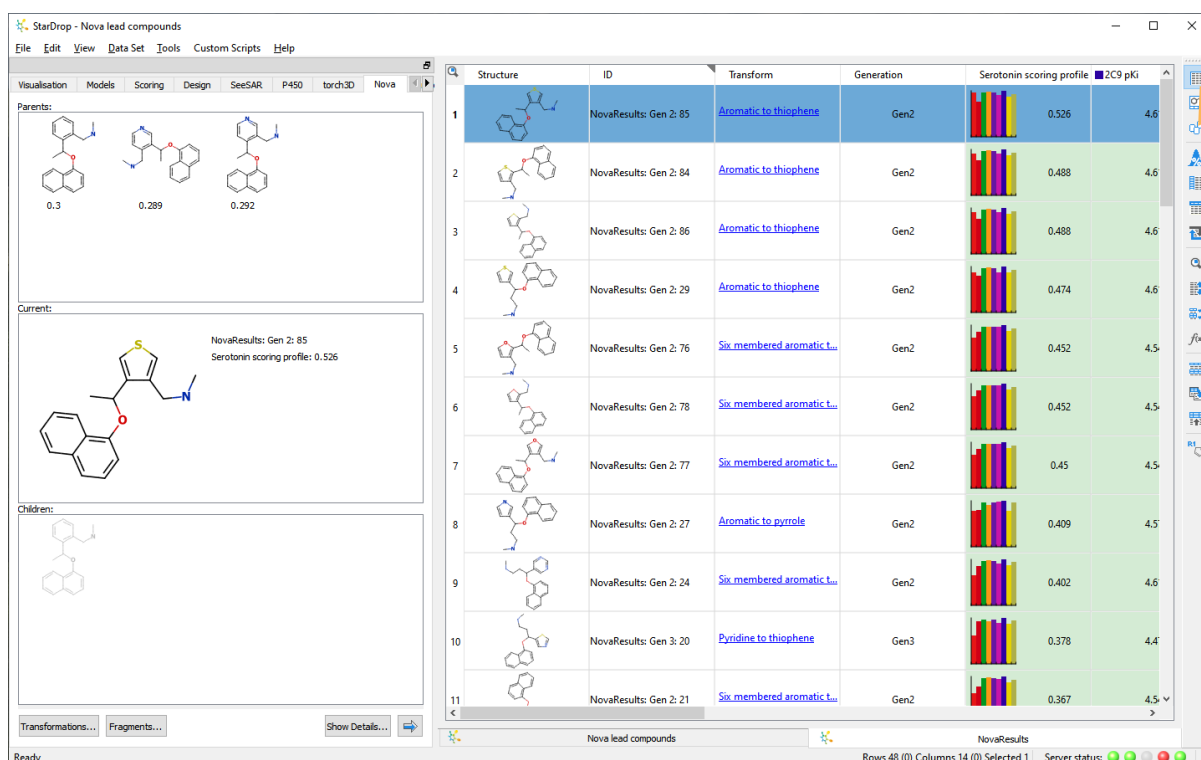 StarDrop - Nova lead compounds
File Edit View Data Set Tools Custom Scripts Help
Visualisation Models Scoring Design SeeSAR P450 torch3D Nova
Parents:
0.3 0.289 0.292
Current:
NovaResults: Gen 2: 85
Serotonin scoring profile: 0.526
Children:
Transformations... Fragments... Show Details...
Structure ID Transform Generation Serotonin scoring profile 2C9 pKi
1 NovaResults: Gen 2: 85 Aromatic to thiophene Gen2 0.526
2 NovaResults: Gen 2: 84 Aromatic to thiophene Gen2 0.488
3 NovaResults: Gen 2: 86 Aromatic to thiophene Gen2 0.488
4 NovaResults: Gen 2: 29 Aromatic to thiophene Gen2 0.474
5 NovaResults: Gen 2: 76 Six membered aromatic t... Gen2 0.452
6 NovaResults: Gen 2: 78 Six membered aromatic t... Gen2 0.452
7 NovaResults: Gen 2: 77 Six membered aromatic t... Gen2 0.45
8 NovaResults: Gen 2: 27 Aromatic to pyrrole Gen2 0.409
9 NovaResults: Gen 2: 24 Six membered aromatic t... Gen2 0.402
10 NovaResults: Gen 3: 20 Pyridine to thiophene Gen3 0.378
11 NovaResults: Gen 2: 21 Six membered aromatic t... Gen2 0.367
Nova lead compounds NovaResults
Ready Rows 48 (0) Columns 14 (0) Selected 1 Server status: